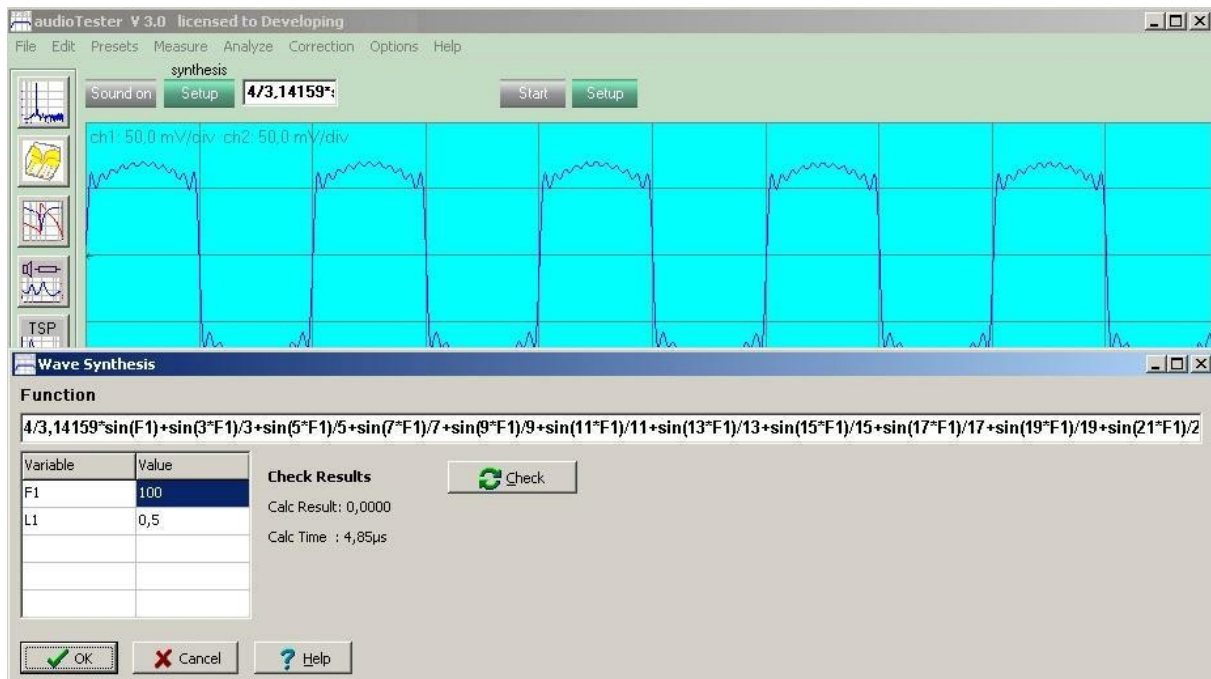 audioTester V 3.0 licensed to Developing
File Edit Presets Measure Analyze Correction Options Help
synthesis
Sound on Setup 4/3,14159*s Start Setup
ch1: 50,0 mV/div ch2: 50,0 mV/div
TSP
Wave Synthesis
Function
4/3,14159*sin(F1)+sin(3*F1)/3+sin(5*F1)/5+sin(7*F1)/7+sin(9*F1)/9+sin(11*F1)/11+sin(13*F1)/13+sin(15*F1)/15+sin(17*F1)/17+sin(19*F1)/19+sin(21*F1)/2
Variable Value
F1 100
L1 0,5
Check Results
Calc Result: 0,0000
Calc Time : 4,85µs
Check
OK Cancel Help